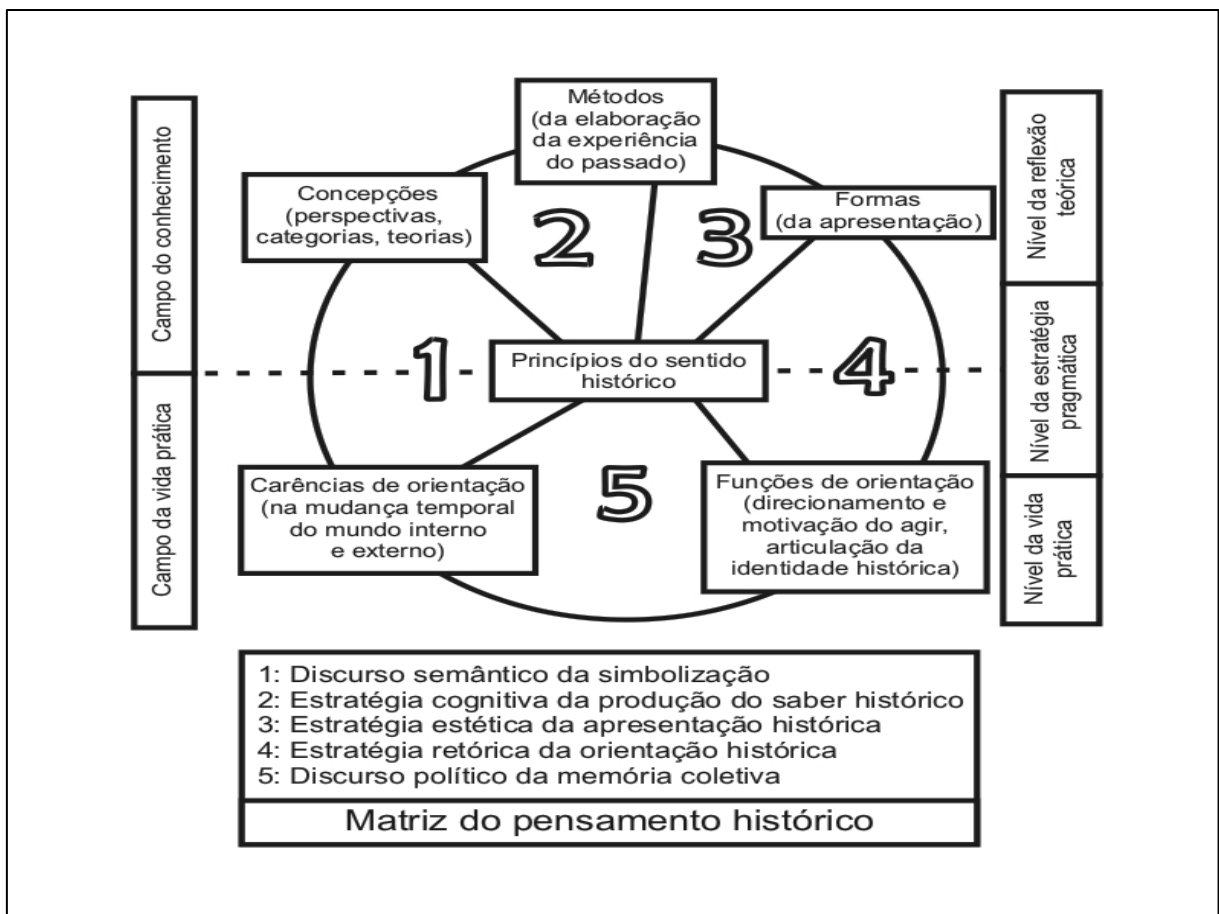 Campo do conhecimento
Campo da vida prática
Métodos
(da elaboração
da experiência
do passado)
Concepções
(perspectivas,
categorias, teorias)
Formas
(da apresentação)
2
3
1
Princípios do sentido
histórico
4
Carências de orientação
(na mudança temporal
do mundo interno
e externo)
5
Funções de orientação
(direcionamento e
motivação do agir,
articulação da
identidade histórica)
Nível da reflexão
teórica
Nível da estratégia
pragmática
Nível da vida
prática
1: Discurso semântico da simbolização
2: Estratégia cognitiva da produção do saber histórico
3: Estratégia estética da apresentação histórica
4: Estratégia retórica da orientação histórica
5: Discurso político da memória coletiva
Matriz do pensamento histórico